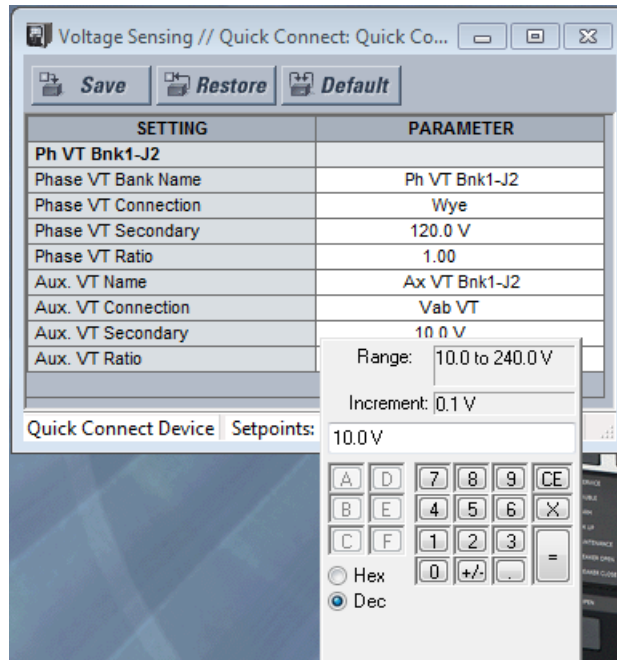 Voltage Sensing // Quick Connect: Quick Co...
Save Restore Default
SETTING PARAMETER
Ph VT Bnk1-J2
Phase VT Bank Name Ph VT Bnk1-J2
Phase VT Connection Wye
Phase VT Secondary 120.0 V
Phase VT Ratio 1.00
Aux. VT Name Ax VT Bnk1-J2
Aux. VT Connection Vab VT
Aux. VT Secondary 10.0 V
Aux. VT Ratio
Range: 10.0 to 240.0 V
Increment: 0.1 V
Quick Connect Device Setpoints:
10.0 V
A D 7 8 9 CE
B E 4 5 6 X
C F 1 2 3 =
0 +/- .
Hex
Dec